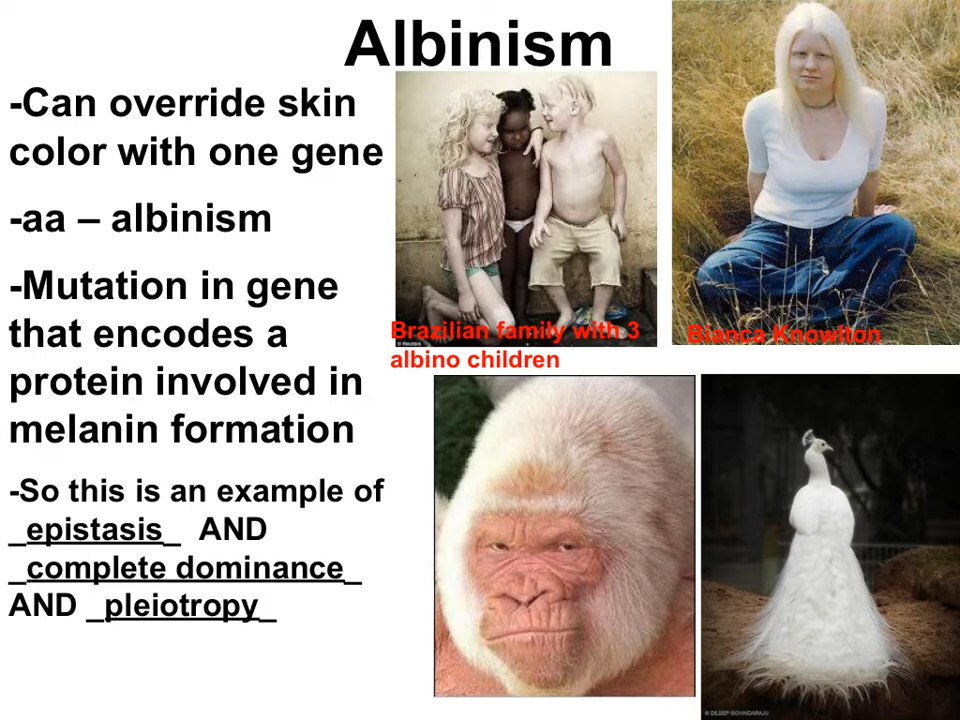 Albinism
-Can override skin
color with one gene
-aa – albinism
-Mutation in gene
that encodes a
protein involved in
melanin formation
-So this is an example of
_epistasis_ AND
_complete dominance_
AND _pleiotropy_
Brazilian family with 3
albino children
© Reuters
Bianca Knowlton
© DILEEP GOVINDARAJU